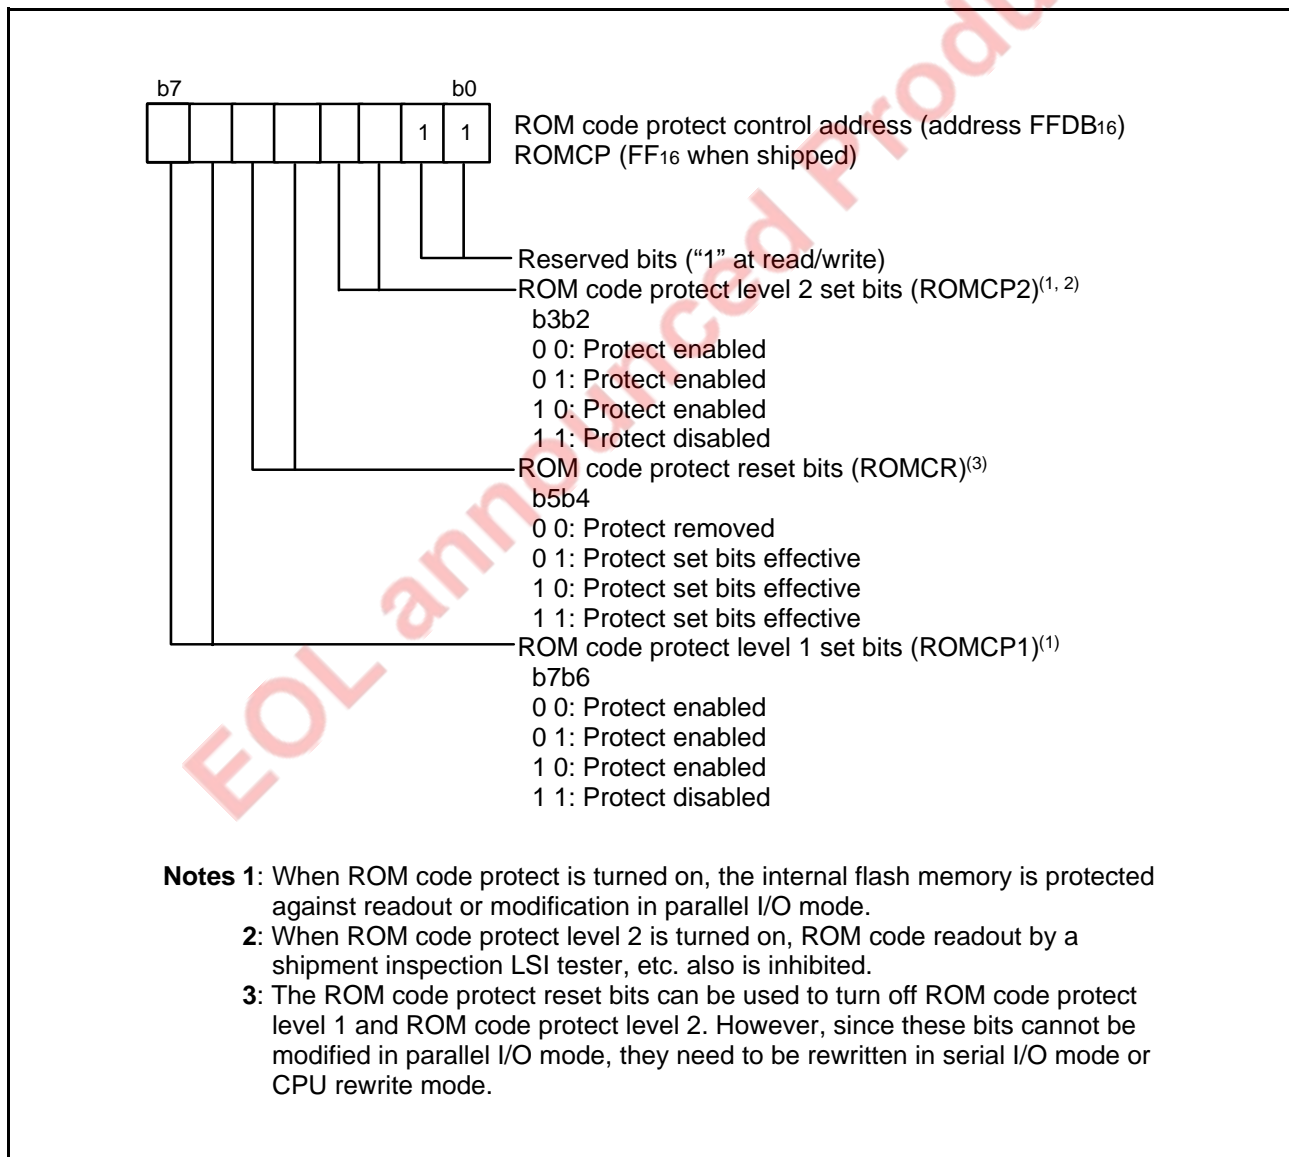 b7 b0
1 1
ROM code protect control address (address FFDB16)
ROMCP (FF16 when shipped)
Reserved bits (“1” at read/write)
ROM code protect level 2 set bits (ROMCP2)(1, 2)
b3b2
0 0: Protect enabled
0 1: Protect enabled
1 0: Protect enabled
1 1: Protect disabled
ROM code protect reset bits (ROMCR)(3)
b5b4
0 0: Protect removed
0 1: Protect set bits effective
1 0: Protect set bits effective
1 1: Protect set bits effective
ROM code protect level 1 set bits (ROMCP1)(1)
b7b6
0 0: Protect enabled
0 1: Protect enabled
1 0: Protect enabled
1 1: Protect disabled
Notes 1: When ROM code protect is turned on, the internal flash memory is protected
against readout or modification in parallel I/O mode.
2: When ROM code protect level 2 is turned on, ROM code readout by a
shipment inspection LSI tester, etc. also is inhibited.
3: The ROM code protect reset bits can be used to turn off ROM code protect
level 1 and ROM code protect level 2. However, since these bits cannot be
modified in parallel I/O mode, they need to be rewritten in serial I/O mode or
CPU rewrite mode.
EOL announced Produ